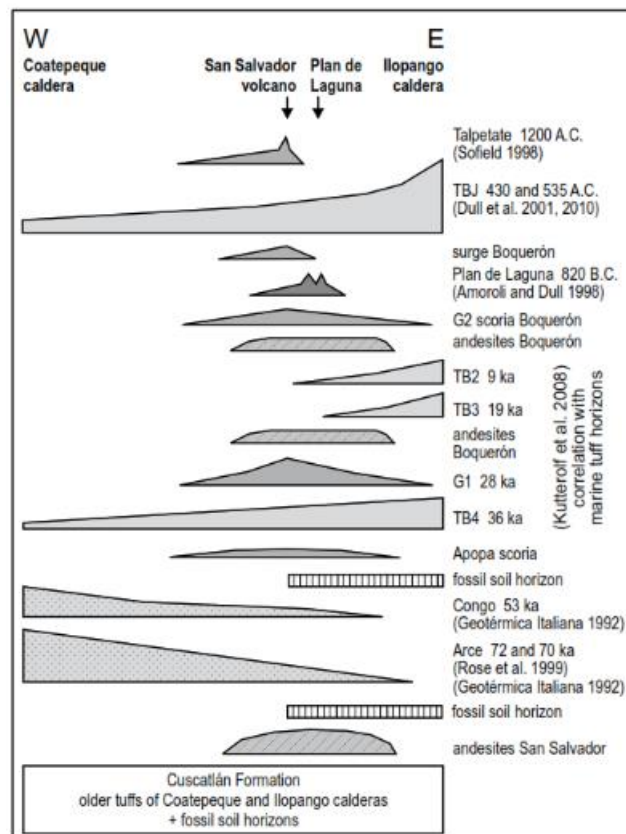 W
E
Coatepeque
caldera
San Salvador
volcano
Plan de
Laguna
Ilopango
caldera
Talpetate 1200 A.C.
(Sofield 1998)
TBJ 430 and 535 A.C.
(Dull et al. 2001, 2010)
surge Boquerón
Plan de Laguna 820 B.C.
(Amoroli and Dull 1998)
G2 scoria Boquerón
andesites Boquerón
TB2 9 ka
TB3 19 ka
andesites
Boquerón
G1 28 ka
TB4 36 ka
(Kutterolf et al. 2008)
correlation with
marine tuff horizons
Apopa scoria
fossil soil horizon
Congo 53 ka
(Geotérmica Italiana 1992)
Arce 72 and 70 ka
(Rose et al. 1999)
(Geotérmica Italiana 1992)
fossil soil horizon
andesites San Salvador
Cuscatlán Formation
older tuffs of Coatepeque and Ilopango calderas
+ fossil soil horizons